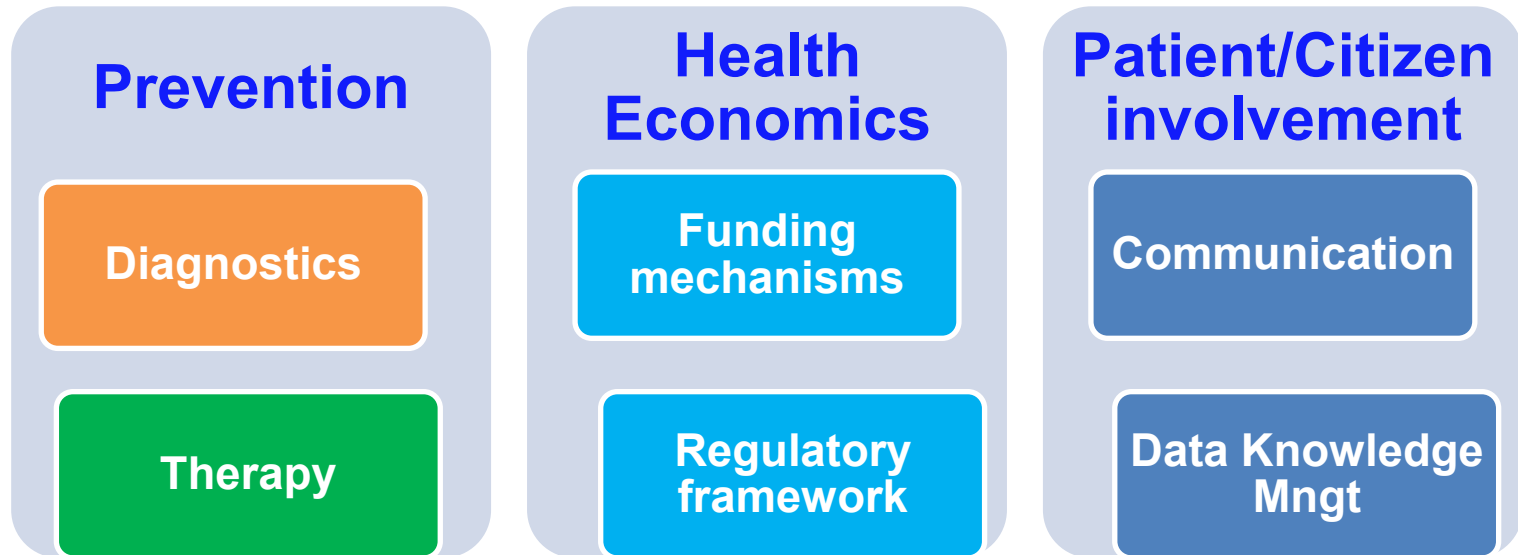 Prevention
Diagnostics
Therapy
Health
Economics
Funding
mechanisms
Regulatory
framework
Patient/Citizen
involvement
Communication
Data Knowledge
Mngt